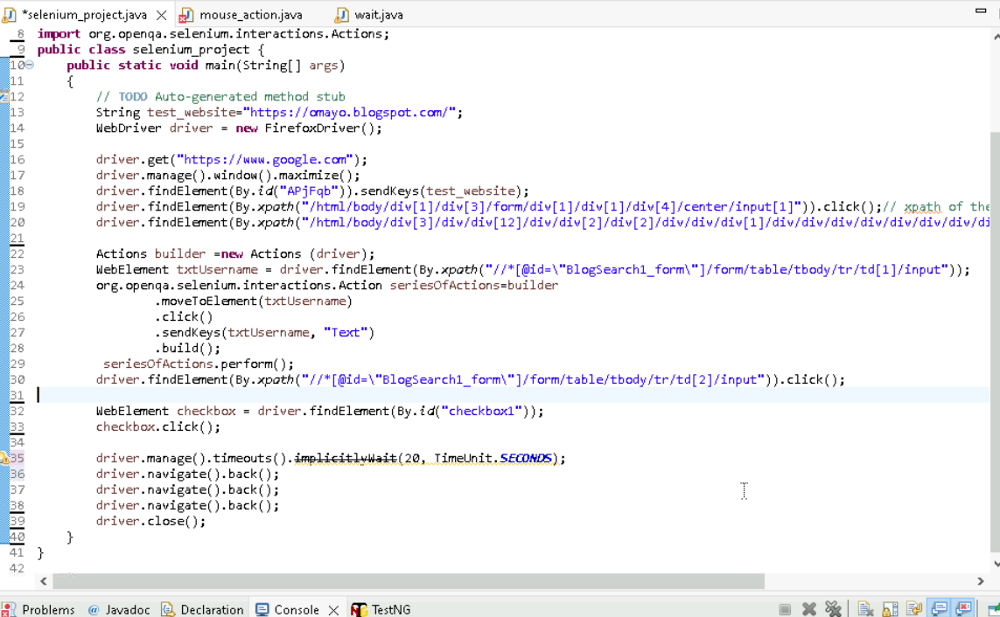 *selenium_project.java mouse_action.java wait.java
8 import org.openqa.selenium.interactions.Actions;
9 public class selenium_project {
10 public static void main(String[] args)
11 {
12 // TODO Auto-generated method stub
13 String test_website="https://omayo.blogspot.com/";
14 WebDriver driver = new FirefoxDriver();
15
16 driver.get("https://www.google.com");
17 driver.manage().window().maximize();
18 driver.findElement(By.id("APjFqb")).sendKeys(test_website);
19 driver.findElement(By.xpath("/html/body/div[1]/div[3]/form/div[1]/div[1]/div[4]/center/input[1]")).click();// xpath of the
20 driver.findElement(By.xpath("/html/body/div[3]/div/div[12]/div/div[2]/div[2]/div/div/div[1]/div/div/div/div/div/div/div/di
21
22 Actions builder =new Actions (driver);
23 WebElement txtUsername = driver.findElement(By.xpath("//*[@id=\"BlogSearch1_form\"]/form/table/tbody/tr/td[1]/input"));
24 org.openqa.selenium.interactions.Action seriesOfActions=builder
25 .moveToElement(txtUsername)
26 .click()
27 .sendKeys(txtUsername, "Text")
28 .build();
29 seriesOfActions.perform();
30 driver.findElement(By.xpath("//*[@id=\"BlogSearch1_form\"]/form/table/tbody/tr/td[2]/input")).click();
31
32 WebElement checkbox = driver.findElement(By.id("checkbox1"));
33 checkbox.click();
34
35 driver.manage().timeouts().implicitlyWait(20, TimeUnit.SECONDS);
36 driver.navigate().back();
37 driver.navigate().back();
38 driver.navigate().back();
39 driver.close();
40 }
41 }
42
Problems @ Javadoc Declaration Console TestNG